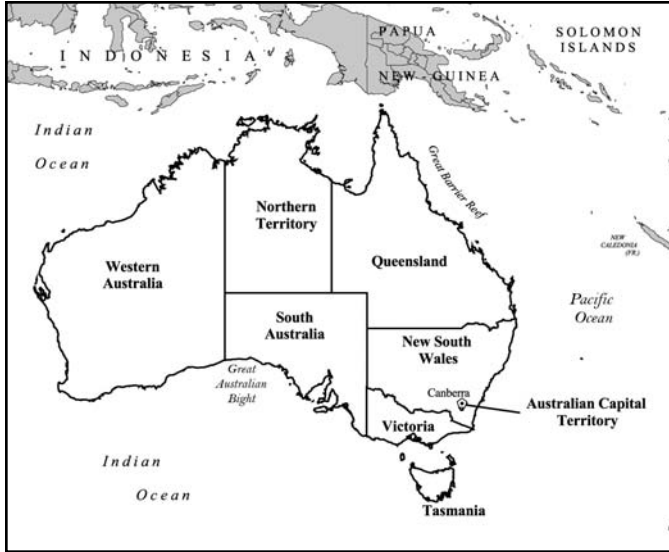 PAPUA
NEW GUINEA
SOLOMON
ISLANDS
INDONESIA
Indian
Ocean
Great Barrier Reef
Northern
Territory
NEW
CALEDONIA
(FR.)
Western
Australia
Queensland
Pacific
Ocean
South
Australia
New South
Wales
Great
Australian
Bight
Canberra
Australian Capital
Territory
Victoria
Indian
Ocean
Tasmania